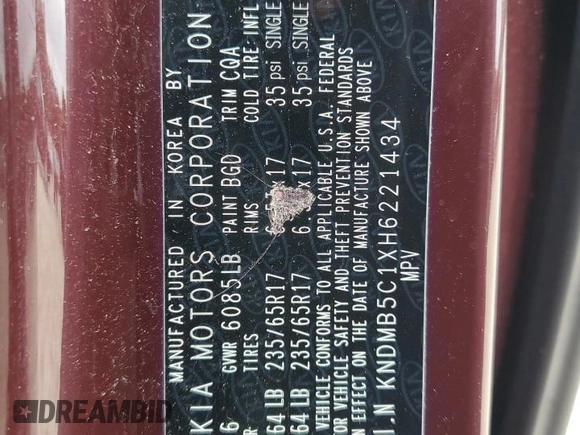 MANUFACTURED IN KOREA BY
KIA MOTORS CORPORATION
6 GVWR 6085LB PAINT BGD TRIM CQA
TIRES RIMS COLD TIRE INFL
64LB 235/65R17 X17 35psi SINGLE
64LB 235/65R17 6. X17 35psi SINGLE
VEHICLE CONFORMS TO ALL APPLICABLE U.S.A. FEDERAL
OR VEHICLE SAFETY AND THEFT PREVENTION STANDARDS
EFFECT ON THE DATE OF MANUFACTURE SHOWN ABOVE
I.N KNDMB5C1XH6221434
MPV
DREAMBID